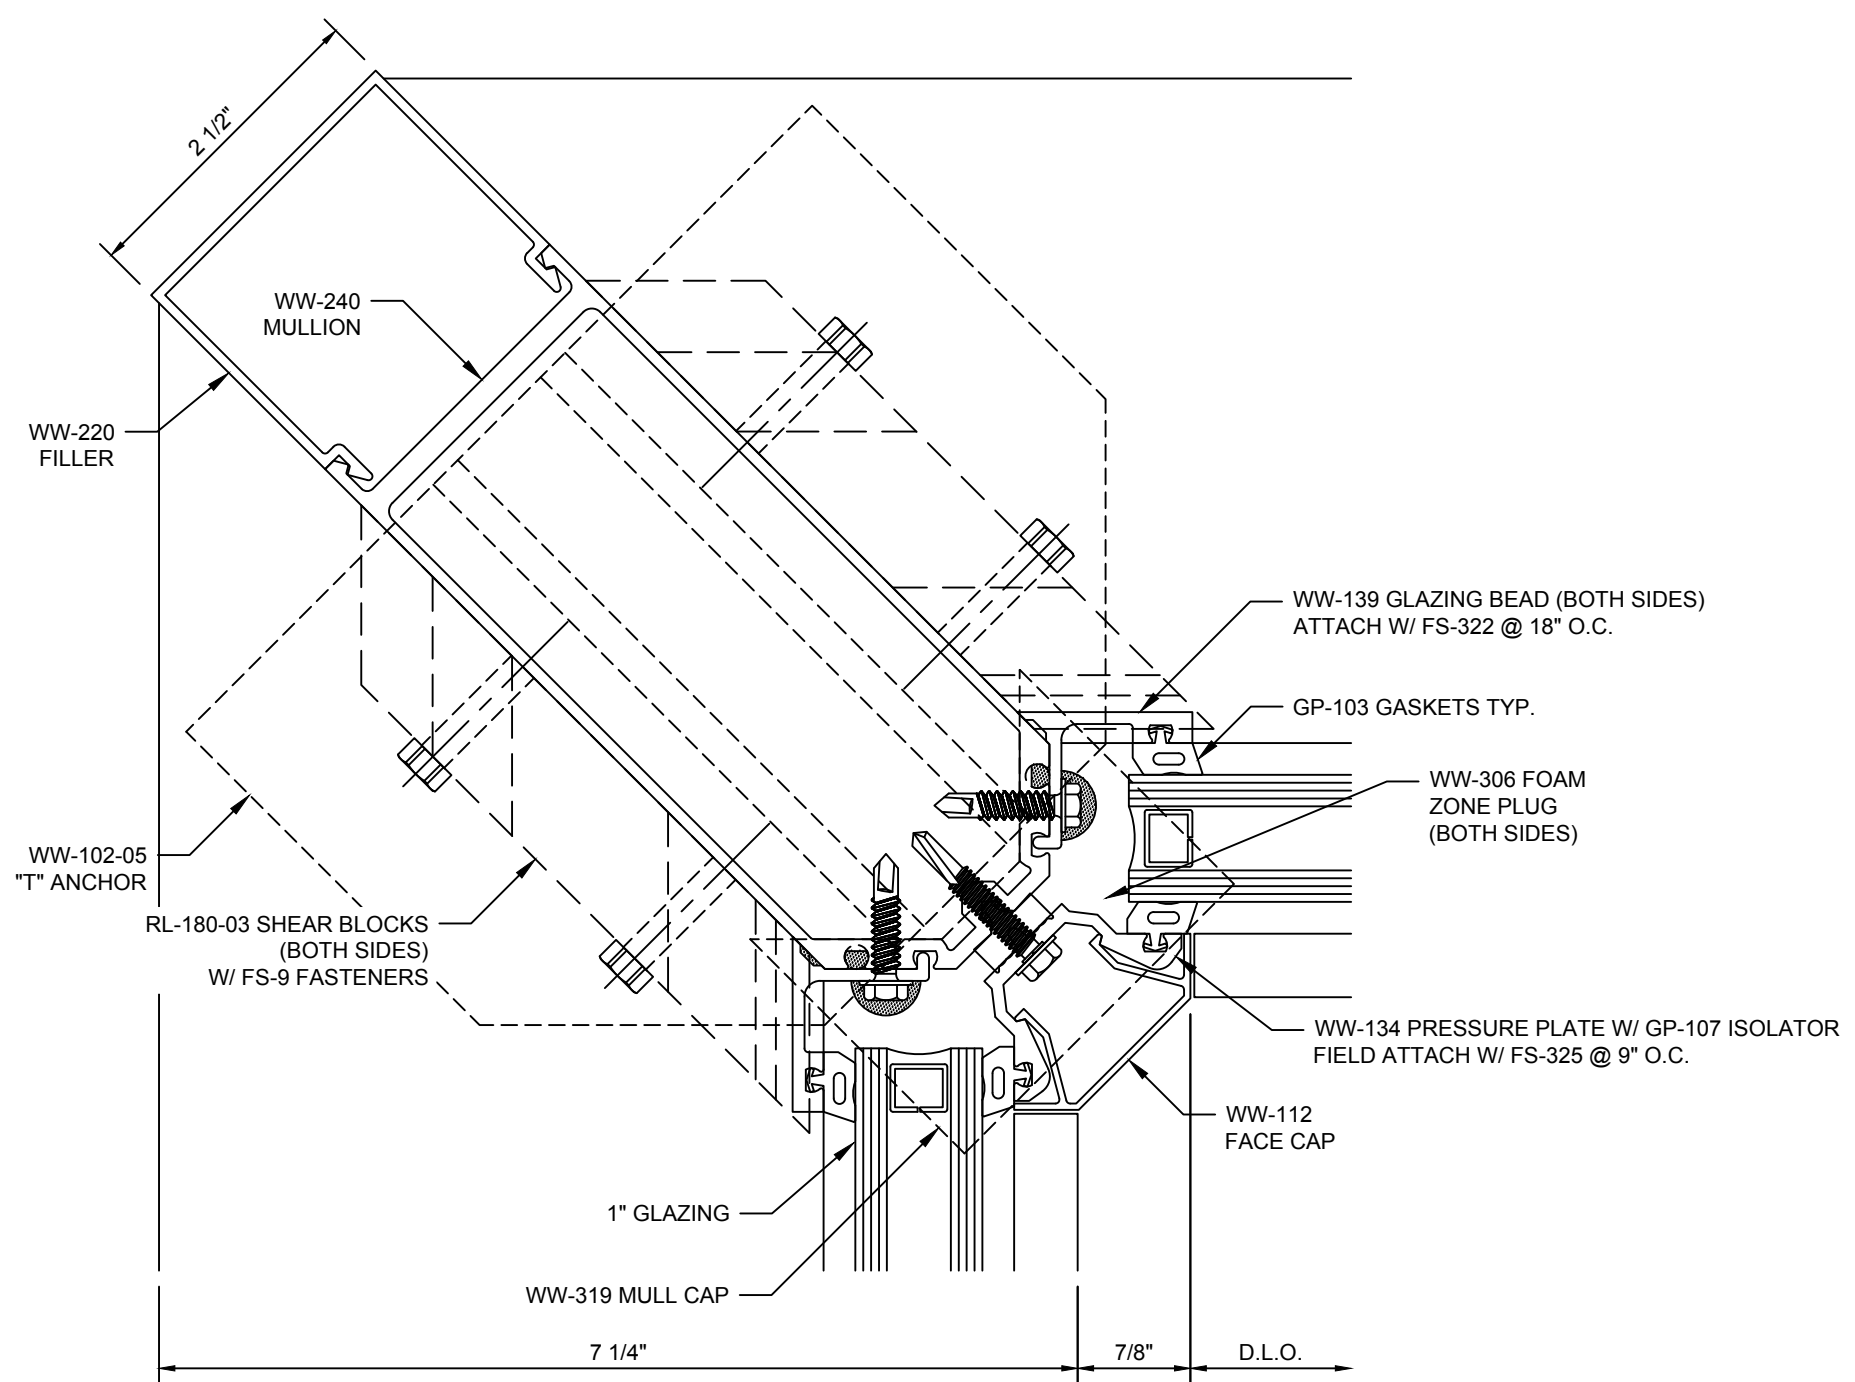 2 1/2"
WW-240
MULLION
WW-220
FILLER
WW-139 GLAZING BEAD (BOTH SIDES)
ATTACH W/ FS-322 @ 18" O.C.
GP-103 GASKETS TYP.
WW-306 FOAM
ZONE PLUG
(BOTH SIDES)
WW-102-05
"T" ANCHOR
RL-180-03 SHEAR BLOCKS
(BOTH SIDES)
W/ FS-9 FASTENERS
WW-134 PRESSURE PLATE W/ GP-107 ISOLATOR
FIELD ATTACH W/ FS-325 @ 9" O.C.
WW-112
FACE CAP
1" GLAZING
WW-319 MULL CAP
7 1/4"
7/8"
D.L.O.